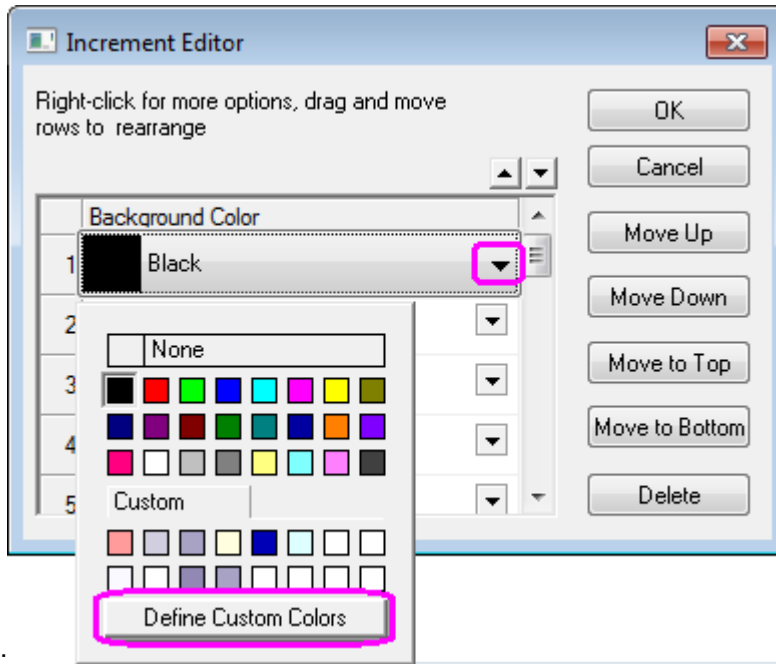 Increment Editor
Right-click for more options, drag and move
rows to rearrange
OK
Cancel
Move Up
Move Down
Move to Top
Move to Bottom
Delete
Background Color
1 Black
2
None
3
4
5
Custom
Define Custom Colors
.